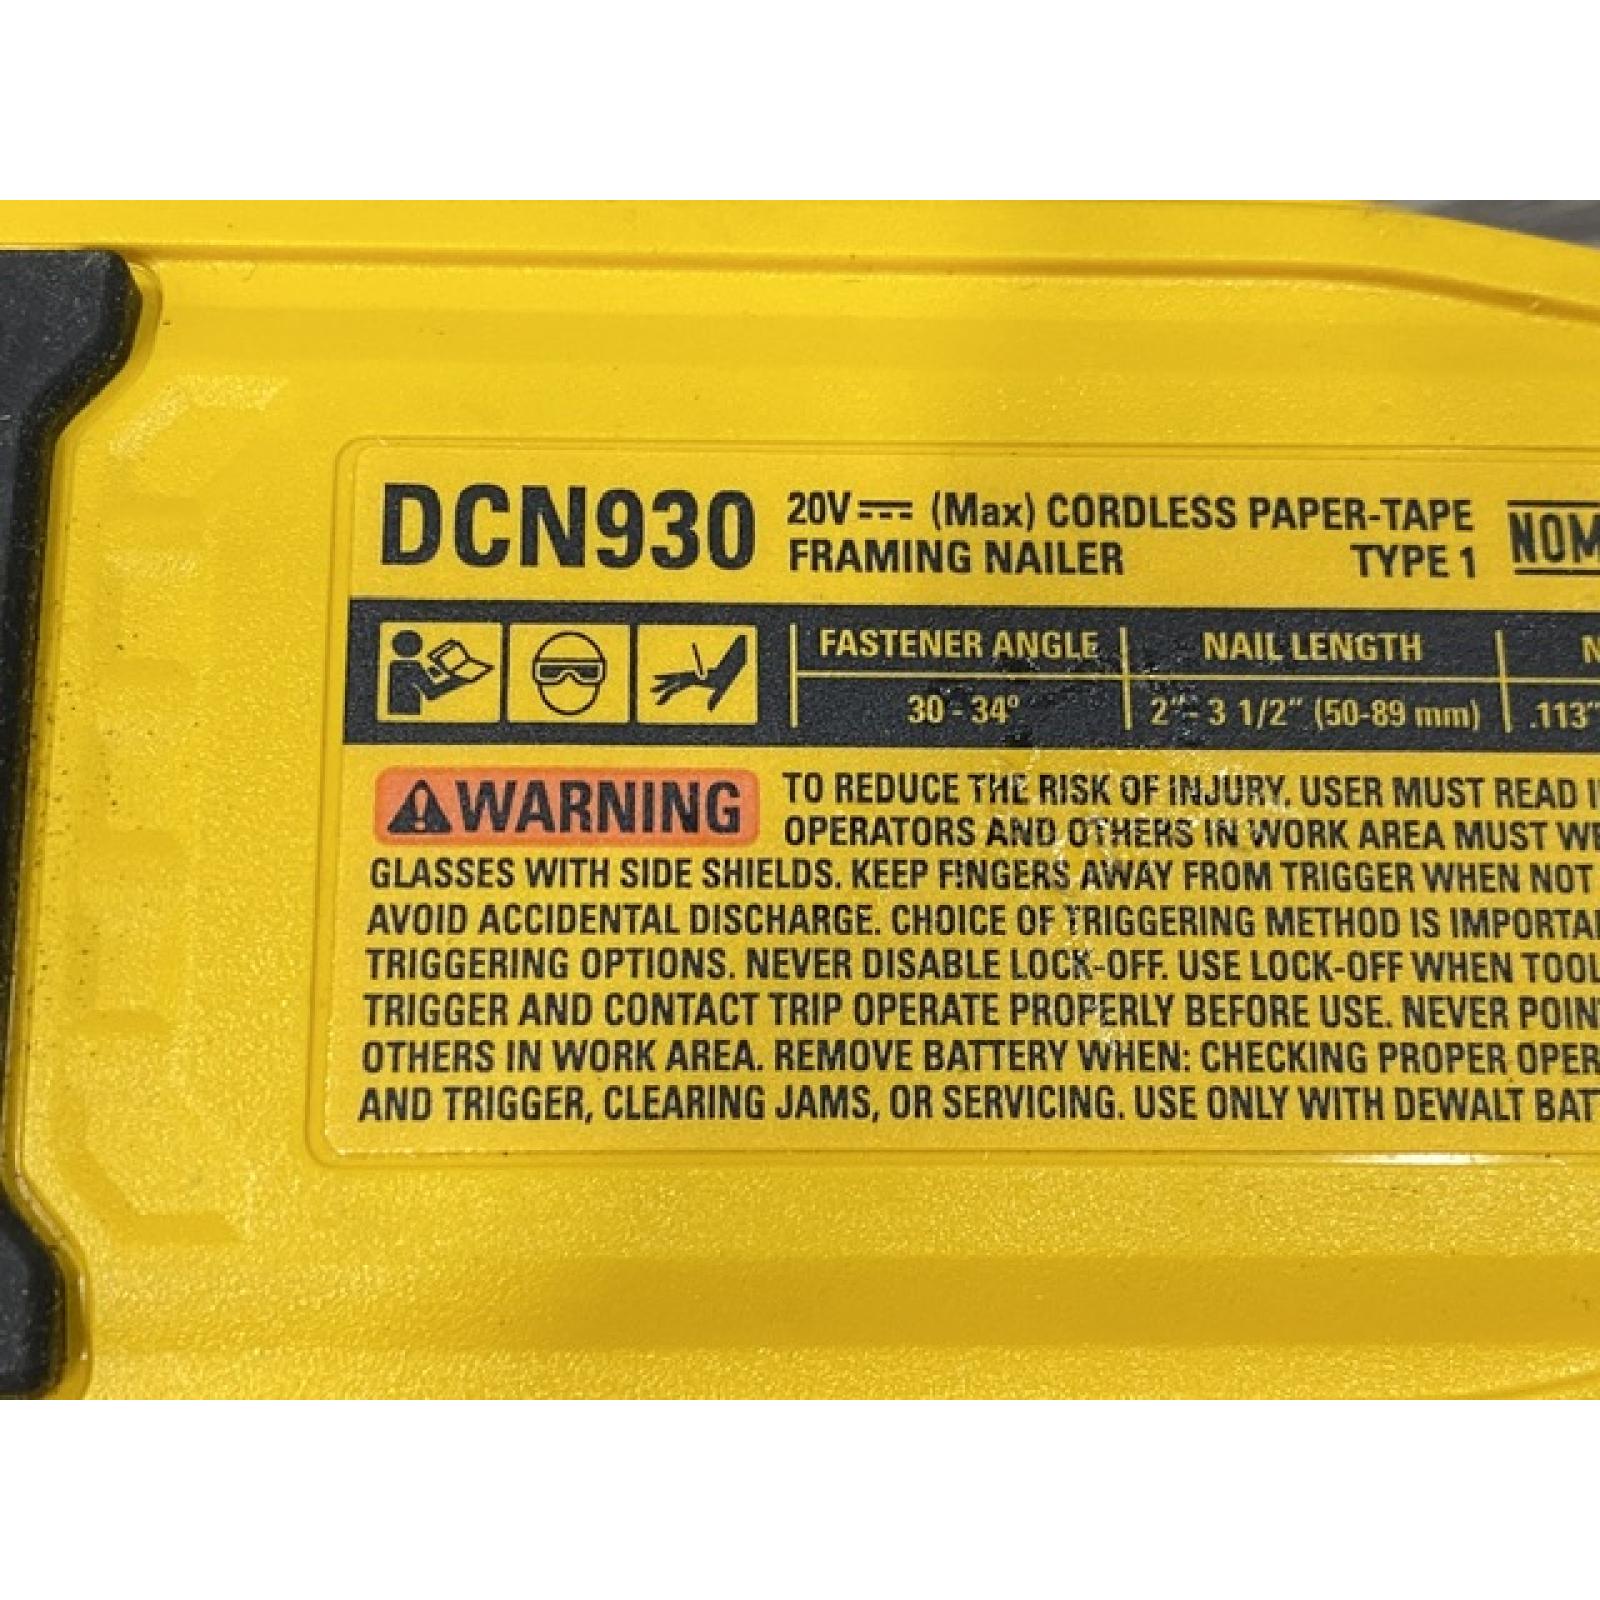 DCN930 20V (Max) CORDLESS PAPER-TAPE
FRAMING NAILER TYPE 1
FASTENER ANGLE NAIL LENGTH
30 - 34° 2"- 3 1/2" (50-89 mm) .113"
WARNING TO REDUCE THE RISK OF INJURY, USER MUST READ
OPERATORS AND OTHERS IN WORK AREA MUST
GLASSES WITH SIDE SHIELDS. KEEP FINGERS AWAY FROM TRIGGER WHEN NOT
AVOID ACCIDENTAL DISCHARGE. CHOICE OF TRIGGERING METHOD IS
TRIGGERING OPTIONS. NEVER DISABLE LOCK-OFF. USE LOCK-OFF WHEN TOOL
TRIGGER AND CONTACT TRIP OPERATE PROPERLY BEFORE USE. NEVER
OTHERS IN WORK AREA. REMOVE BATTERY WHEN: CHECKING PROPER
AND TRIGGER, CLEARING JAMS, OR SERVICING. USE ONLY WITH DEWALT